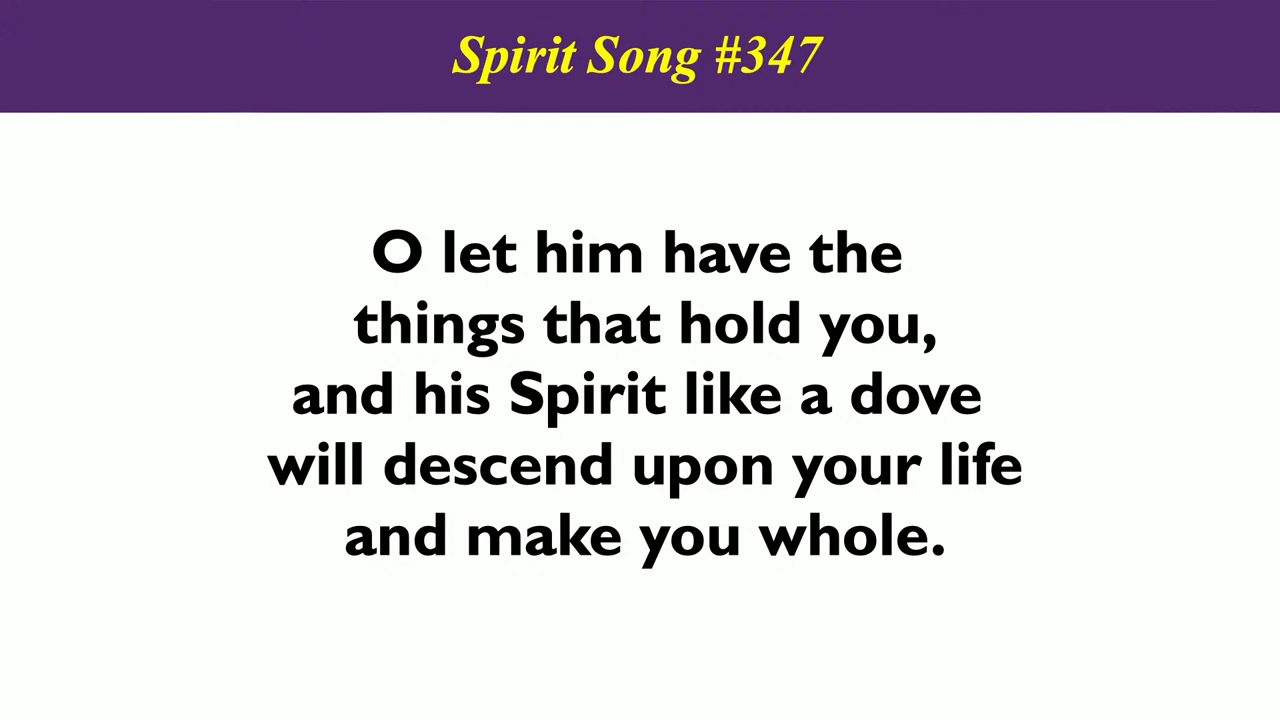 Spirit Song #347
O let him have the
things that hold you,
and his Spirit like a dove
will descend upon your life
and make you whole.